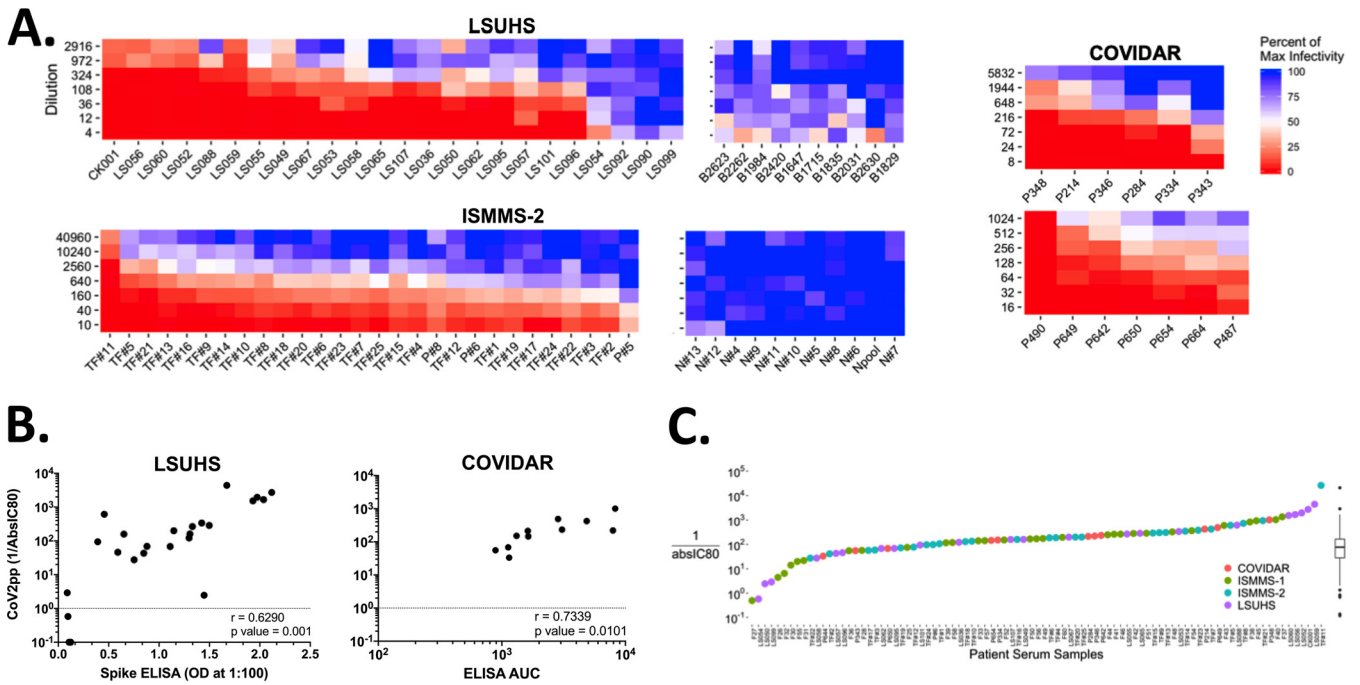 A.
LSUHS
2916
972
324
108
36
12
4
Dilution
CK001 LS056 LS060 LS052 LS088 LS059 LS055 LS049 LS067 LS053 LS058 LS065 LS107 LS036 LS050 LS062 LS095 LS057 LS101 LS096 LS054 LS092 LS090 LS099
B2623 B2262 B1984 B2420 B1647 B1715 B1835 B2031 B2630 B1829
COVIDAR
5832
1944
648
216
72
24
8
P348 P214 P346 P284 P334 P343
Percent of
Max Infectivity
100
75
50
25
0
ISMMS-2
40960
10240
2560
640
160
40
10
TF#11 TF#5 TF#21 TF#13 TF#16 TF#9 TF#14 TF#10 TF#8 TF#18 TF#20 TF#6 TF#23 TF#7 TF#25 TF#15 TF#4 P#8 TF#12 P#6 TF#1 TF#19 TF#17 TF#24 TF#22 TF#3 TF#2 P#5
N#13 N#12 N#4 N#9 N#11 N#10 N#5 N#8 N#6 Npool N#7
1024
512
256
128
64
32
16
P490 P649 P642 P650 P654 P664 P487
B.
LSUHS
CoV2pp (1/AbsIC80)
10⁴
10³
10²
10¹
10⁰
10⁻¹
r = 0.6290
p value = 0.001
0.0 0.5 1.0 1.5 2.0 2.5
Spike ELISA (OD at 1:100)
COVIDAR
10⁴
10³
10²
10¹
10⁰
10⁻¹
r = 0.7339
p value = 0.0101
10² 10³ 10⁴
ELISA AUC
C.
1
absIC80
10⁵
10⁴
10³
10²
10¹
10⁰
10⁻¹
COVIDAR
ISMMS-1
ISMMS-2
LSUHS
Patient Serum Samples